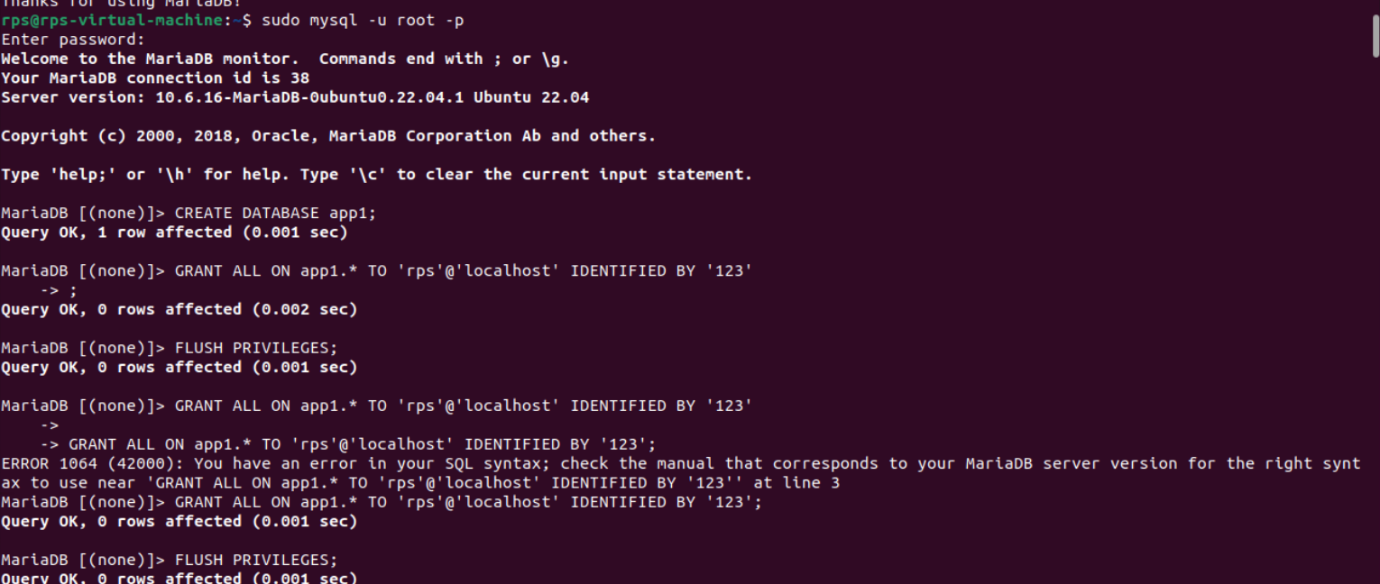 Thanks for using MariaDB!
rps@rps-virtual-machine:~$ sudo mysql -u root -p
Enter password:
Welcome to the MariaDB monitor.  Commands end with ; or \g.
Your MariaDB connection id is 38
Server version: 10.6.16-MariaDB-0ubuntu0.22.04.1 Ubuntu 22.04
Copyright (c) 2000, 2018, Oracle, MariaDB Corporation Ab and others.
Type 'help;' or '\h' for help. Type '\c' to clear the current input statement.
MariaDB [(none)]> CREATE DATABASE app1;
Query OK, 1 row affected (0.001 sec)
MariaDB [(none)]> GRANT ALL ON app1.* TO 'rps'@'localhost' IDENTIFIED BY '123'
    -> ;
Query OK, 0 rows affected (0.002 sec)
MariaDB [(none)]> FLUSH PRIVILEGES;
Query OK, 0 rows affected (0.001 sec)
MariaDB [(none)]> GRANT ALL ON app1.* TO 'rps'@'localhost' IDENTIFIED BY '123'
    ->
    -> GRANT ALL ON app1.* TO 'rps'@'localhost' IDENTIFIED BY '123';
ERROR 1064 (42000): You have an error in your SQL syntax; check the manual that corresponds to your MariaDB server version for the right synt
ax to use near 'GRANT ALL ON app1.* TO 'rps'@'localhost' IDENTIFIED BY '123'' at line 3
MariaDB [(none)]> GRANT ALL ON app1.* TO 'rps'@'localhost' IDENTIFIED BY '123';
Query OK, 0 rows affected (0.001 sec)
MariaDB [(none)]> FLUSH PRIVILEGES;
Query OK, 0 rows affected (0.001 sec)